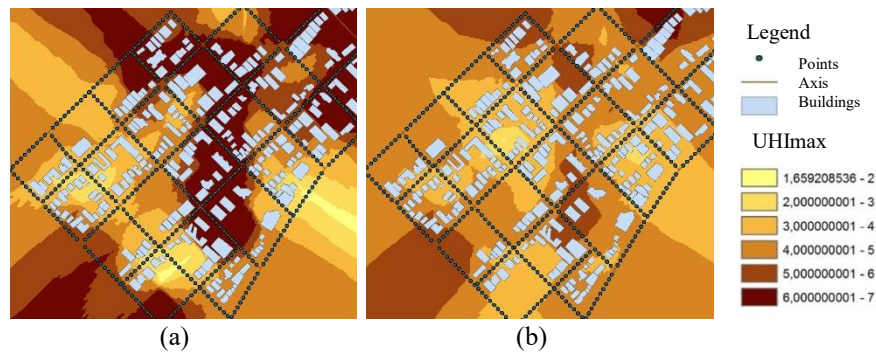 Legend
Points
Axis
Buildings
UHImax
1,659208536 - 2
2,000000001 - 3
3,000000001 - 4
4,000000001 - 5
5,000000001 - 6
6,000000001 - 7
(a)
(b)